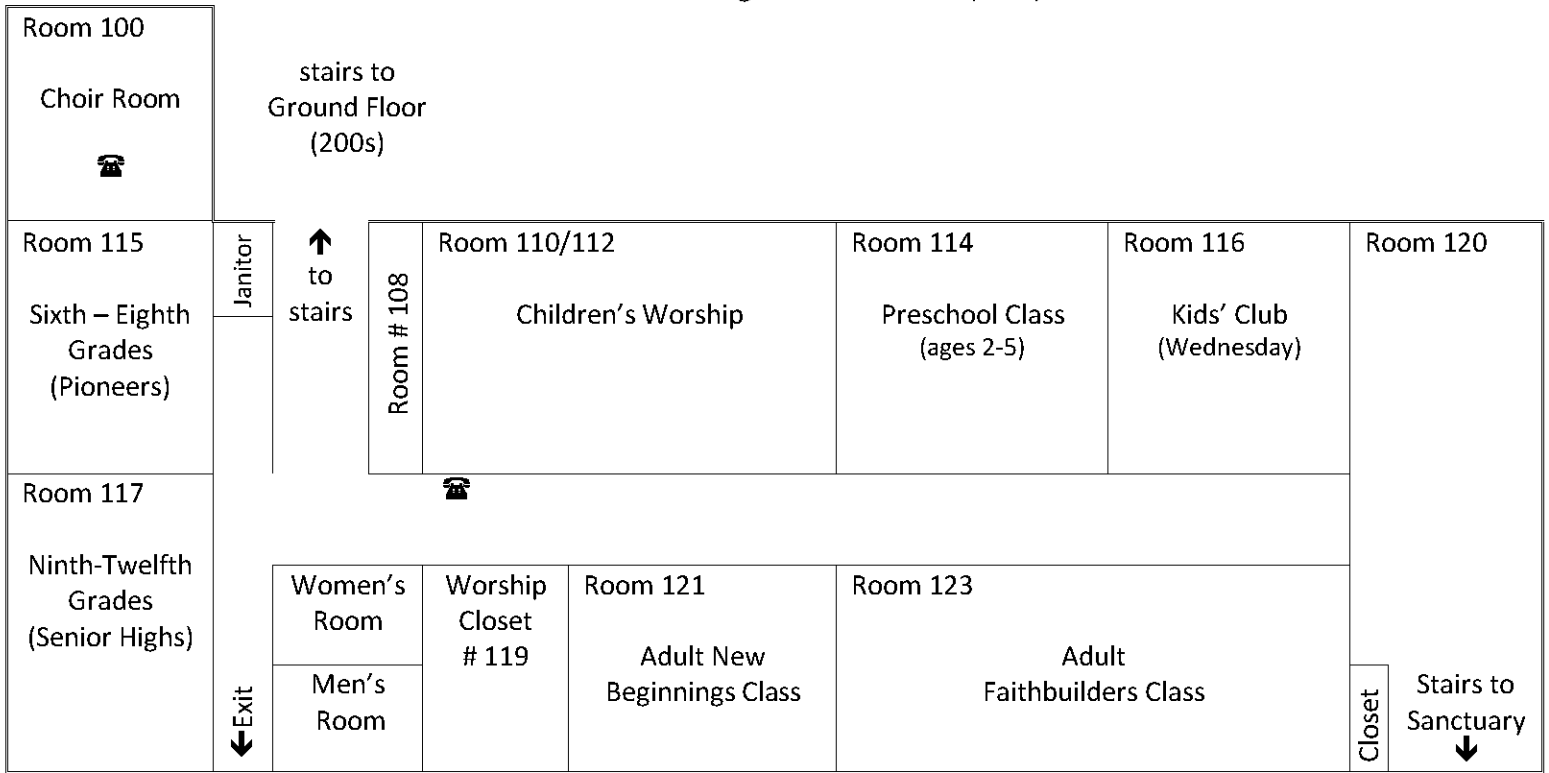 Room 100
Choir Room
☎
stairs to
Ground Floor
(200s)
Room 115
Sixth – Eighth
Grades
(Pioneers)
Janitor
↑
to
stairs
Room # 108
Room 110/112
Children’s Worship
Room 114
Preschool Class
(ages 2-5)
Room 116
Kids’ Club
(Wednesday)
Room 120
☎
Room 117
Ninth-Twelfth
Grades
(Senior Highs)
←Exit
Women’s
Room
Men’s
Room
Worship
Closet
# 119
Room 121
Adult New
Beginnings Class
Room 123
Adult
Faithbuilders Class
Closet
Stairs to
Sanctuary
↓